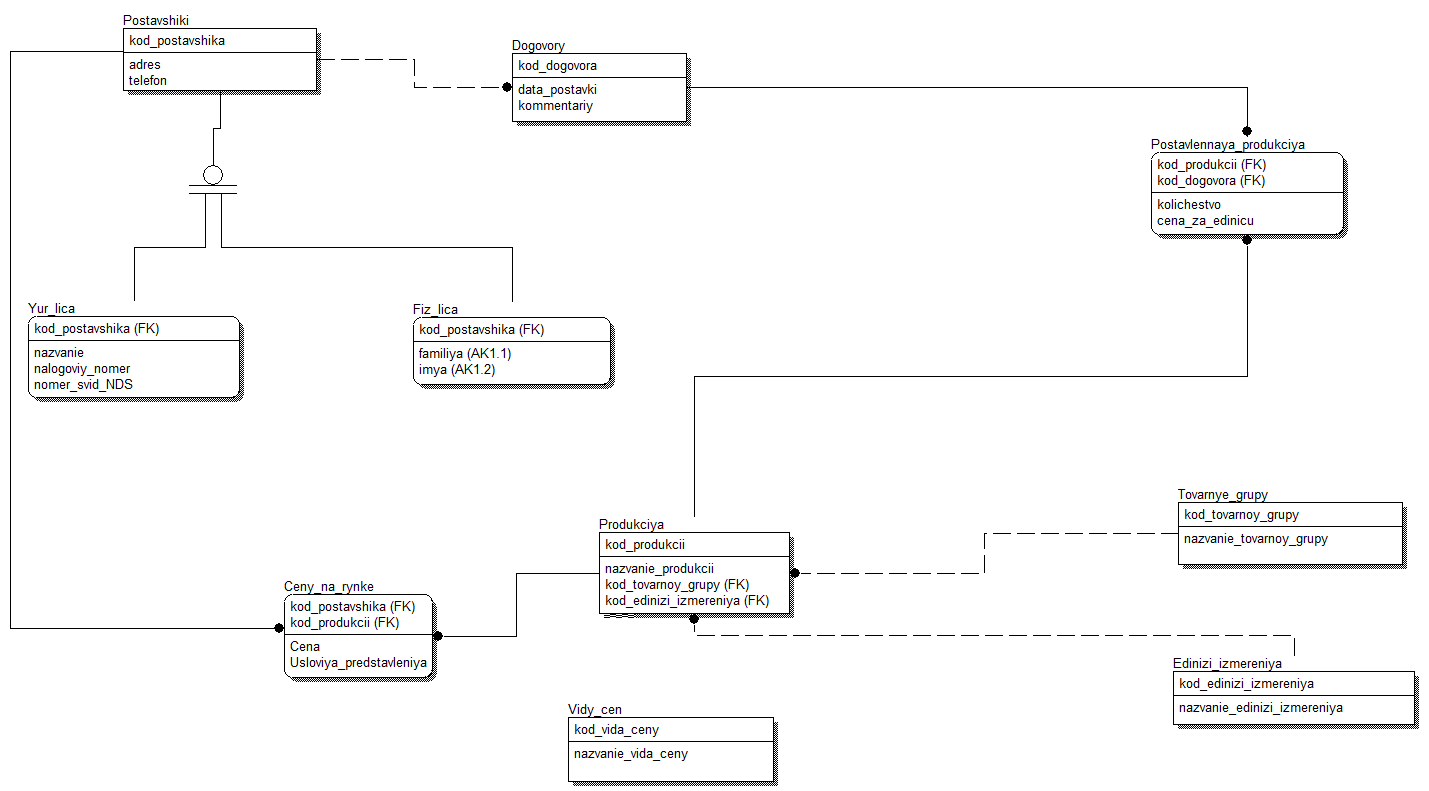 Postavshiki
kod_postavshika
adres
telefon
Dogovory
kod_dogovora
data_postavki
kommentariy
Postavlennaya_produkciya
kod_produkcii (FK)
kod_dogovora (FK)
kolichestvo
cena_za_edinicu
Yur_lica
kod_postavshika (FK)
nazvanie
nalogoviy_nomer
nomer_svid_NDS
Fiz_lica
kod_postavshika (FK)
familiya (AK1.1)
imya (AK1.2)
Tovarnye_grupy
kod_tovarnoy_grupy
nazvanie_tovarnoy_grupy
Produkciya
kod_produkcii
nazvanie_produkcii
kod_tovarnoy_grupy (FK)
kod_edinizi_izmereniya (FK)
Ceny_na_rynke
kod_postavshika (FK)
kod_produkcii (FK)
Cena
Usloviya_predstavleniya
Edinizi_izmereniya
kod_edinizi_izmereniya
nazvanie_edinizi_izmereniya
Vidy_cen
kod_vida_ceny
nazvanie_vida_ceny